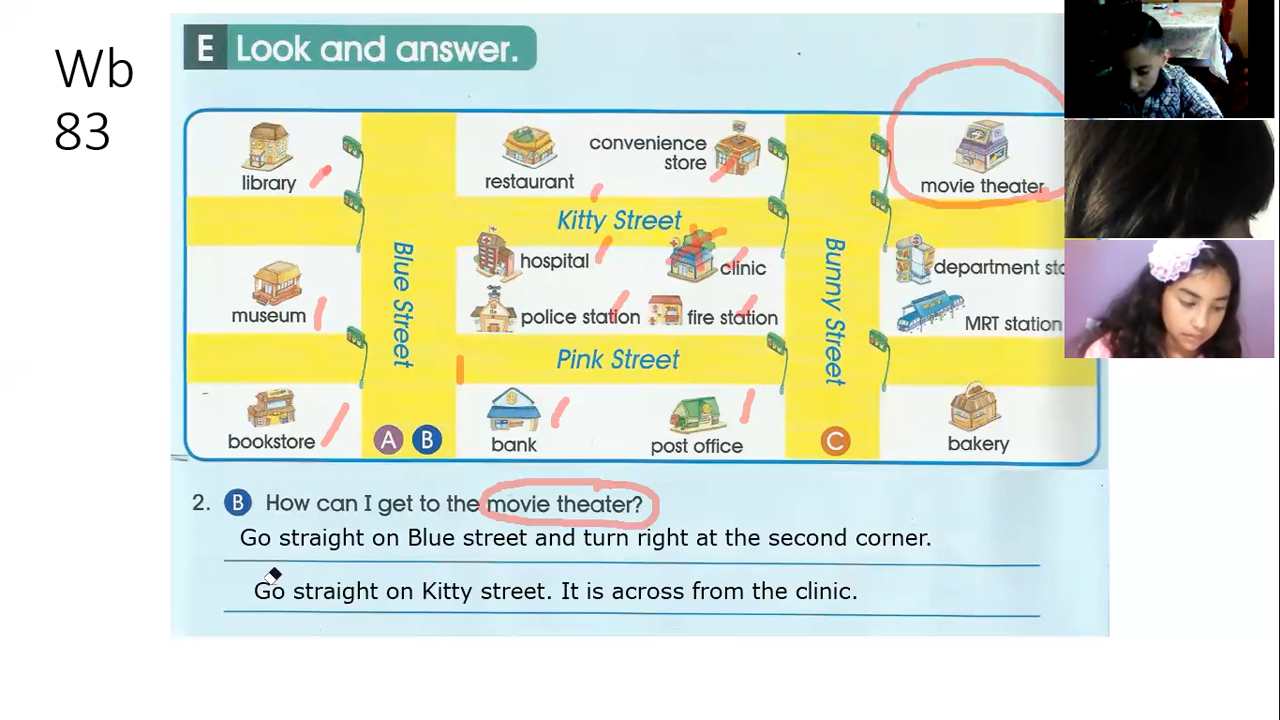 Wb
83
E Look and answer.
library
restaurant
convenience
store
movie theater
Kitty Street
hospital
clinic
department sto
museum
police station
fire station
MRT station
Blue Street
Bunny Street
Pink Street
bookstore
A B
bank
post office
C
bakery
2. B How can I get to the movie theater?
Go straight on Blue street and turn right at the second corner.
Go straight on Kitty street. It is across from the clinic.